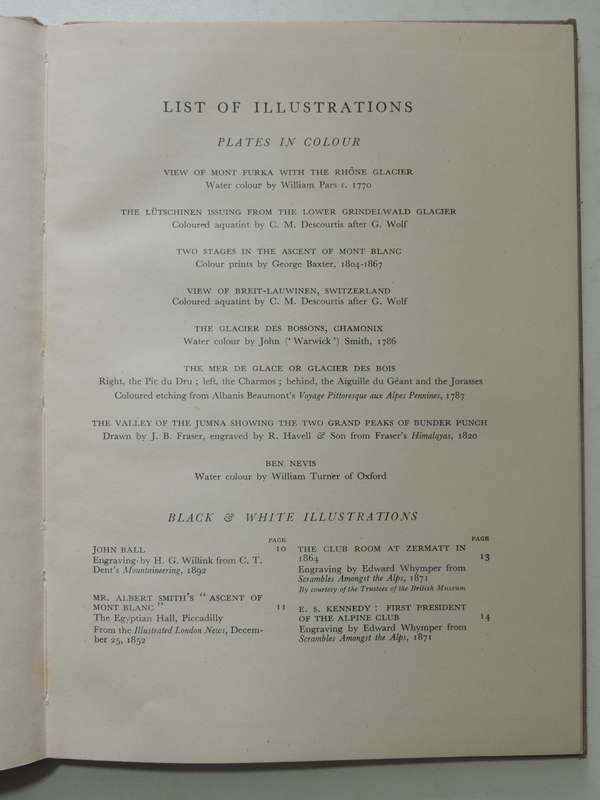 LIST OF ILLUSTRATIONS
PLATES IN COLOUR
VIEW OF MONT FURKA WITH THE RHÔNE GLACIER
Water colour by William Pars c. 1770
THE LÜTSCHINEN ISSUING FROM THE LOWER GRINDELWALD GLACIER
Coloured aquatint by C. M. Descourtis after G. Wolf
TWO STAGES IN THE ASCENT OF MONT BLANC
Colour prints by George Baxter, 1804-1867
VIEW OF BREIT-LAUWINEN, SWITZERLAND
Coloured aquatint by C. M. Descourtis after G. Wolf
THE GLACIER DES BOSSONS, CHAMONIX
Water colour by John (‘ Warwick ’) Smith, 1786
THE MER DE GLACE OR GLACIER DES BOIS
Right, the Pic du Dru ; left, the Charmos ; behind, the Aiguille du Géant and the Jorasses
Coloured etching from Albanis Beaumont's Voyage Pittoresque aux Alpes Pennines, 1787
THE VALLEY OF THE JUMNA SHOWING THE TWO GRAND PEAKS OF BUNDER PUNCH
Drawn by J. B. Fraser, engraved by R. Havell & Son from Fraser's Himalayas, 1820
BEN NEVIS
Water colour by William Turner of Oxford
BLACK & WHITE ILLUSTRATIONS
PAGE
JOHN BALL 10
Engraving by H. G. Willink from C. T.
Dent's Mountaineering, 1892
MR. ALBERT SMITH'S “ ASCENT OF
MONT BLANC ” 11
The Egyptian Hall, Piccadilly
From the Illustrated London News, Decem-
ber 25, 1852
PAGE
THE CLUB ROOM AT ZERMATT IN
1864 13
Engraving by Edward Whymper from
Scrambles Amongst the Alps, 1871
By courtesy of the Trustees of the British Museum
E. S. KENNEDY : FIRST PRESIDENT
OF THE ALPINE CLUB 14
Engraving by Edward Whymper from
Scrambles Amongst the Alps, 1871